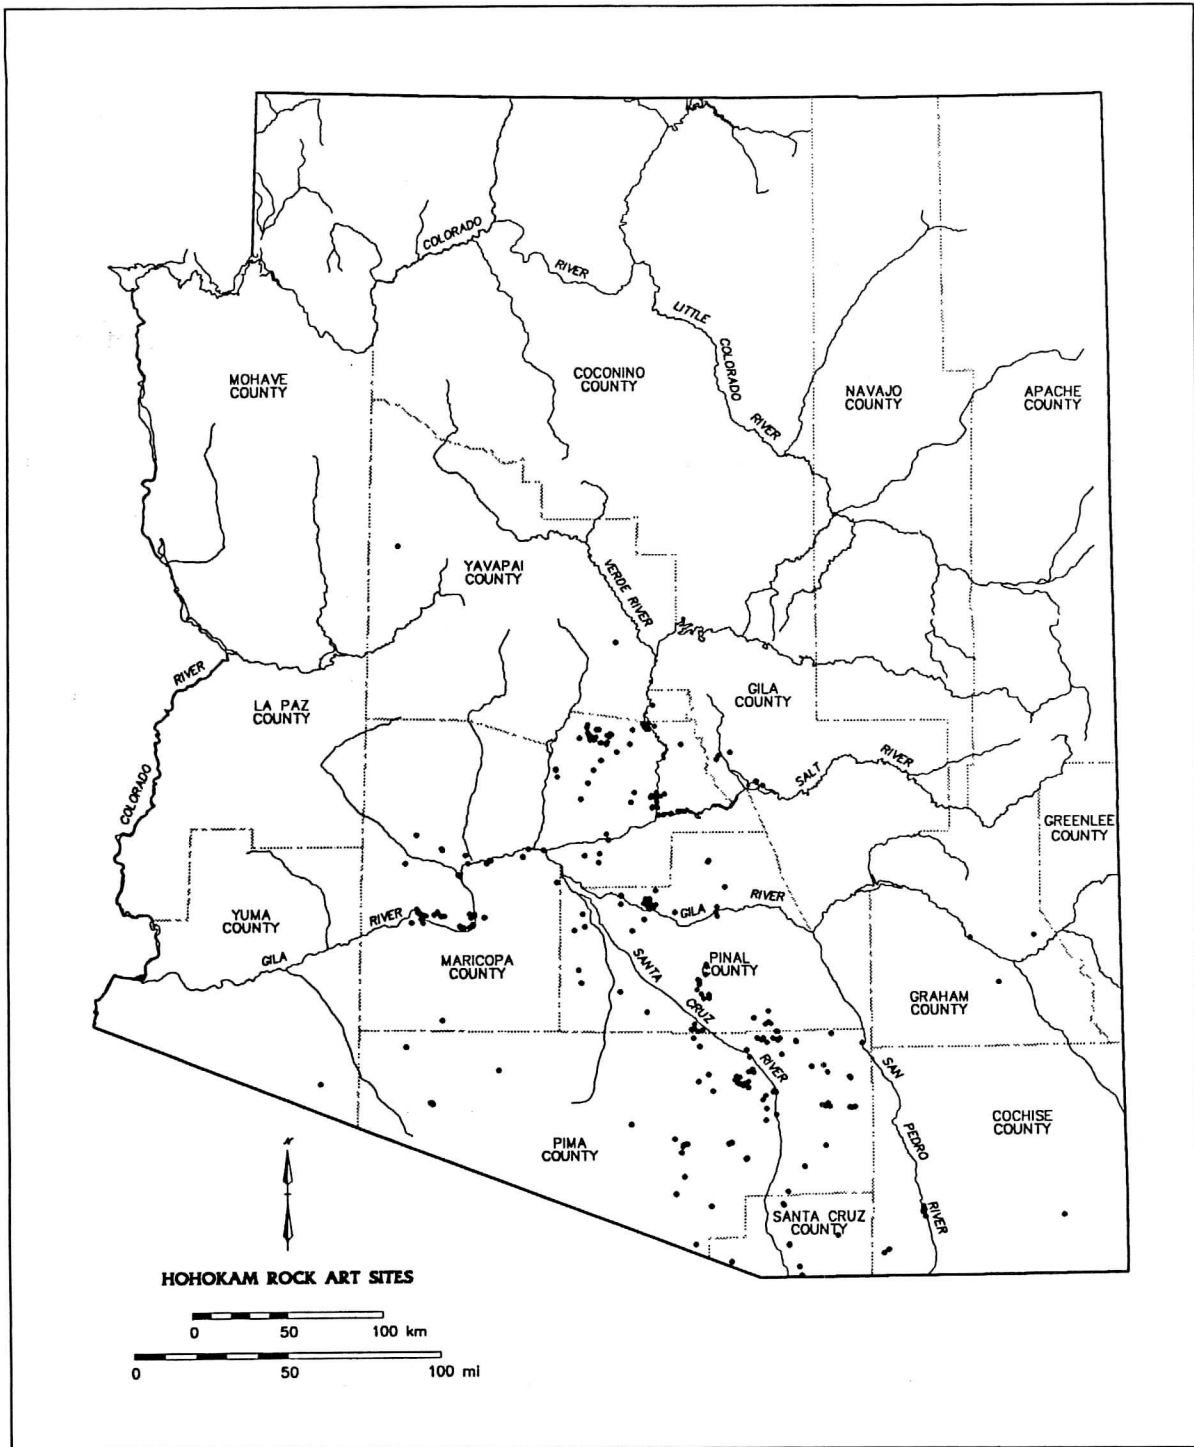 COLORADO
RIVER
LITTLE
COLORADO
RIVER
MOHAVE
COUNTY
COCONINO
COUNTY
NAVAJO
COUNTY
APACHE
COUNTY
YAVAPAI
COUNTY
VERDE RIVER
RIVER
LA PAZ
COUNTY
GILA
COUNTY
COLORADO
SALT
RIVER
GREENLEE
COUNTY
YUMA
COUNTY
GILA
RIVER
MARICOPA
COUNTY
GILA
RIVER
SANTA
CRUZ
RIVER
PINAL
COUNTY
GRAHAM
COUNTY
SAN
PEDRO
RIVER
COCHISE
COUNTY
PIMA
COUNTY
SANTA CRUZ
COUNTY
N
HOHOKAM ROCK ART SITES
0 50 100 km
0 50 100 mi